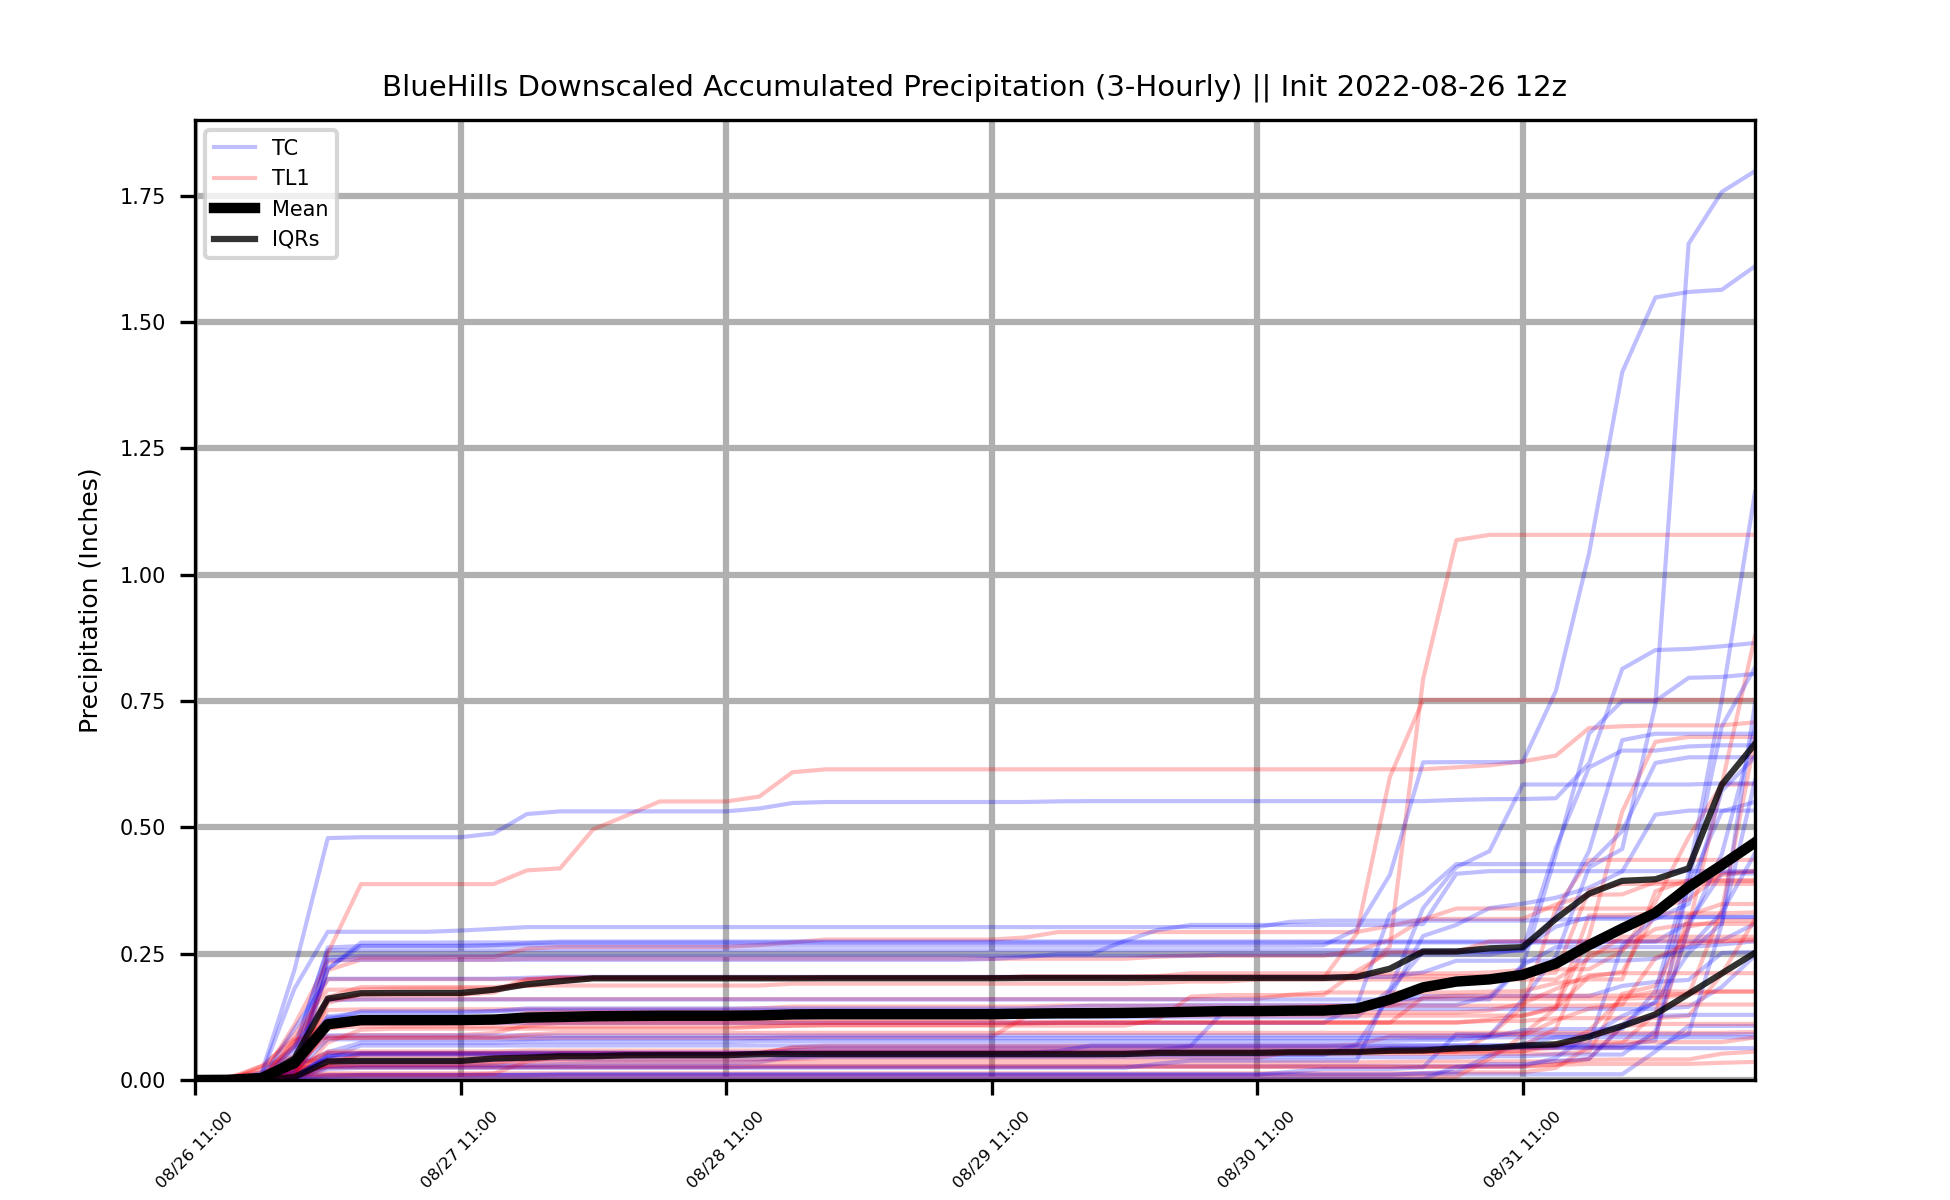 BlueHills Downscaled Accumulated Precipitation (3-Hourly) || Init 2022-08-26 12z
TC
TL1
Mean
IQRs
Precipitation (Inches)
1.75
1.50
1.25
1.00
0.75
0.50
0.25
0.00
08/26 11:00
08/27 11:00
08/28 11:00
08/29 11:00
08/30 11:00
08/31 11:00